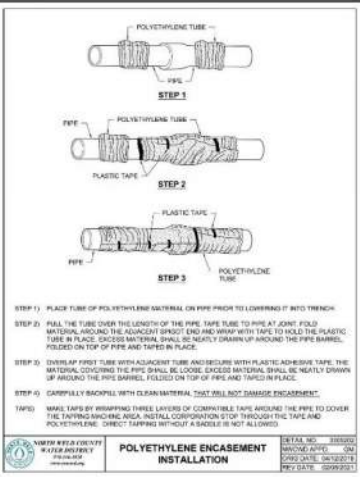 POLYETHYLENE TUBE
PIPE
STEP 1
POLYETHYLENE TUBE
PIPE
PLASTIC TAPE
STEP 2
PLASTIC TAPE
PIPE
POLYETHYLENE
TUBE
STEP 3
STEP 1) PLACE TUBE OF POLYETHYLENE MATERIAL ON PIPE PRIOR TO LOWERING IT INTO TRENCH.
STEP 2) PULL THE TUBE OVER THE LENGTH OF THE PIPE. TAPE TUBE TO PIPE AT JOINT. FOLD
MATERIAL AROUND THE ADJACENT SPIGOT END AND WRAP WITH TAPE TO HOLD THE PLASTIC
TUBE IN PLACE. EXCESS MATERIAL SHALL BE NEATLY DRAWN UP AROUND THE PIPE BARREL,
FOLDED ON TOP OF PIPE AND TAPED IN PLACE.
STEP 3) OVERLAP FIRST TUBE WITH ADJACENT TUBE AND SECURE WITH PLASTIC ADHESIVE TAPE. THE
MATERIAL COVERING THE PIPE SHALL BE LOOSE. EXCESS MATERIAL SHALL BE NEATLY DRAWN
UP AROUND THE PIPE BARREL, FOLDED ON TOP OF PIPE AND TAPED IN PLACE.
STEP 4) CAREFULLY BACKFILL WITH CLEAN MATERIAL THAT WILL NOT DAMAGE ENCASEMENT.
TAPS) MAKE TAPS BY WRAPPING THREE LAYERS OF COMPATIBLE TAPE AROUND THE PIPE TO COVER
THE TAPPING MACHINE AREA. INSTALL CORPORATION STOP THROUGH THE TAPE AND
POLYETHYLENE. DIRECT TAPPING WITHOUT A SADDLE IS NOT ALLOWED.
NORTH WELD COUNTY
WATER DISTRICT
POLYETHYLENE ENCASEMENT
INSTALLATION
DETAIL NO:
NWCWD APPD: GM
ORIG DATE: 04/12/2018
REV DATE: 02/08/2021